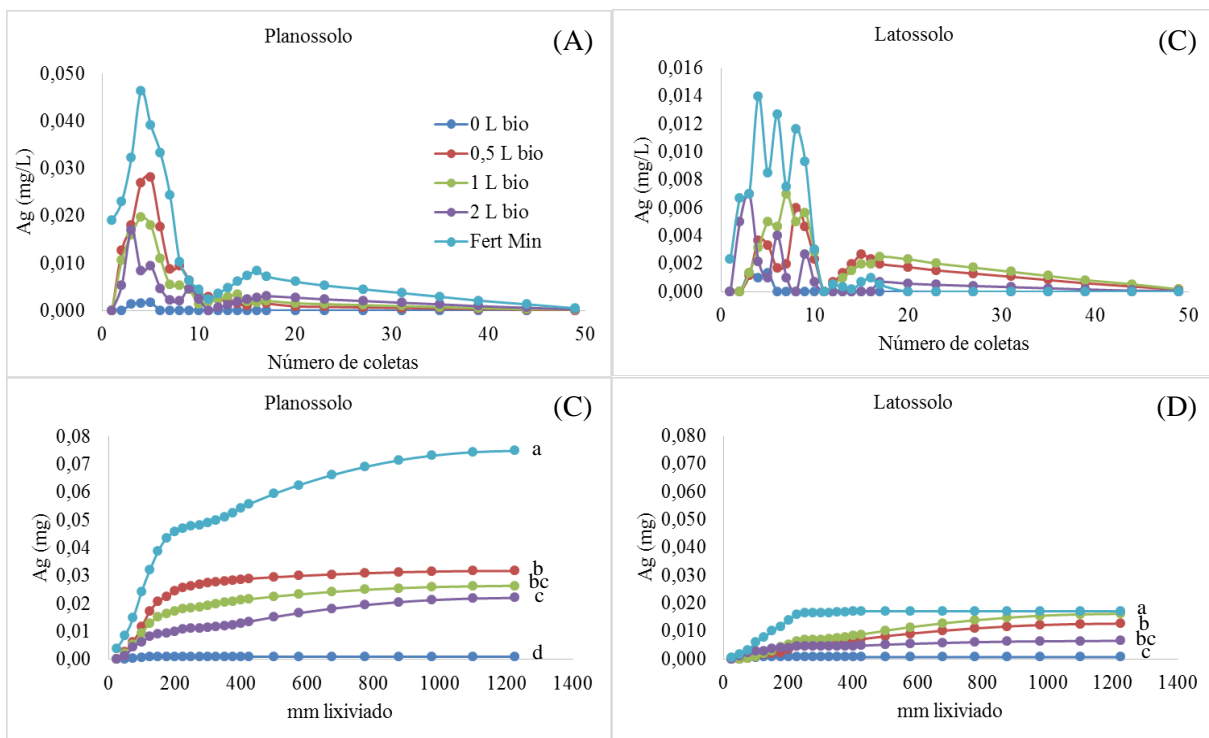 Planossolo
(A)
0,050
0,040
0,030
0,020
0,010
0,000
Ag (mg/L)
0 L bio
0,5 L bio
1 L bio
2 L bio
Fert Min
0
10
20
30
40
50
Número de coletas
Latossolo
(C)
0,016
0,014
0,012
0,010
0,008
0,006
0,004
0,002
0,000
Ag (mg/L)
0
10
20
30
40
50
Número de coletas
Planossolo
(C)
0,08
0,07
0,06
0,05
0,04
0,03
0,02
0,01
0,00
Ag (mg)
a
b
bc
c
d
0
200
400
600
800
1000
1200
1400
mm lixiviado
Latossolo
(D)
0,080
0,070
0,060
0,050
0,040
0,030
0,020
0,010
0,000
Ag (mg)
a
b
bc
c
0
200
400
600
800
1000
1200
1400
mm lixiviado